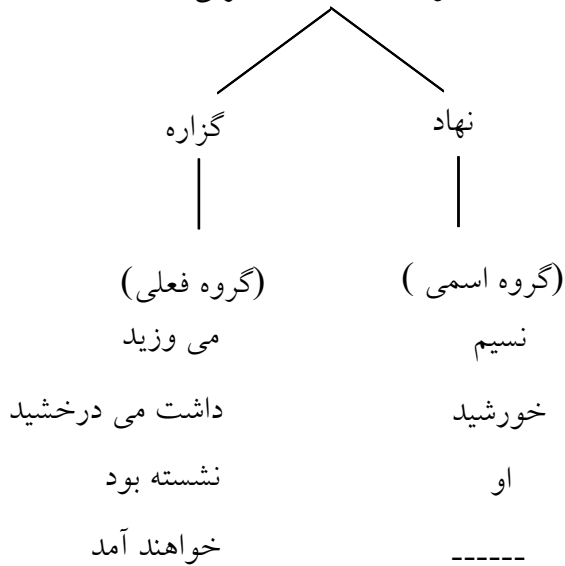 نهاد گزاره
(گروه اسمی ) (گروه فعلی)
نسیم می وزید
خورشید داشت می درخشید
او نشسته بود
------ خواهند آمد